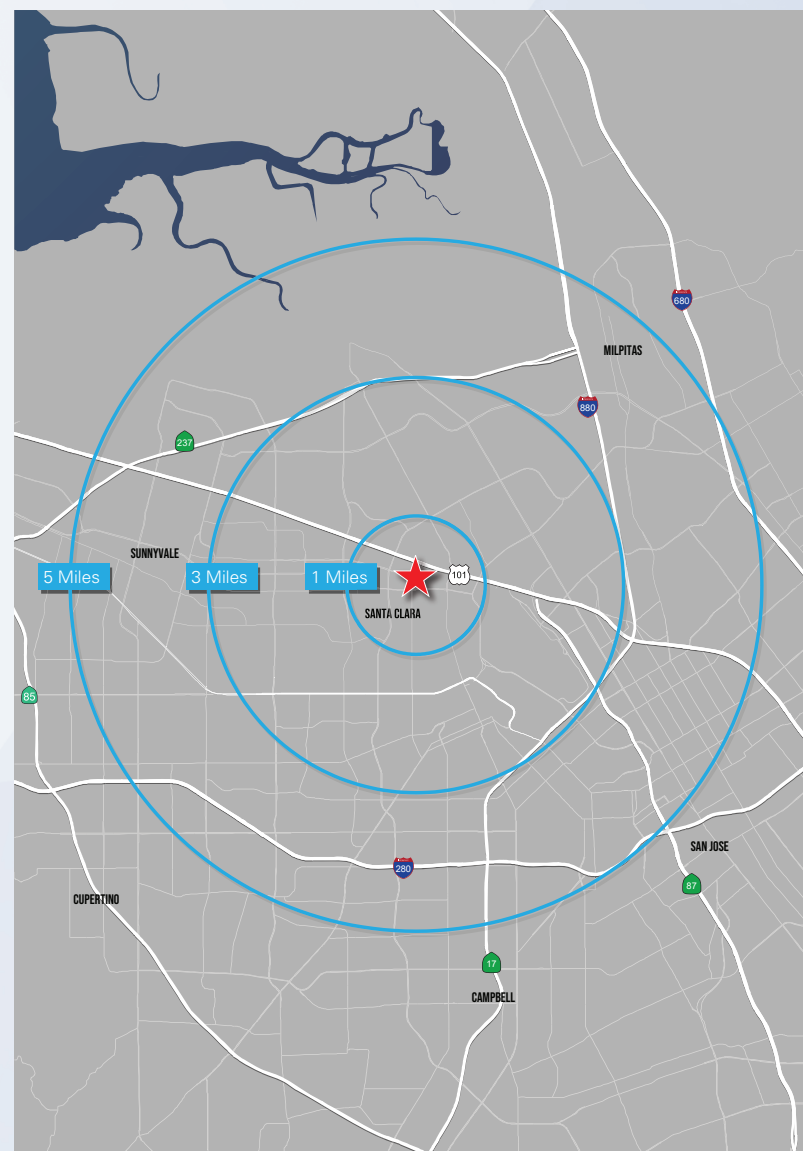 680
MILPITAS
880
237
SUNNYVALE
5 Miles
3 Miles
1 Miles
101
SANTA CLARA
85
SAN JOSE
280
87
CUPERTINO
17
CAMPBELL